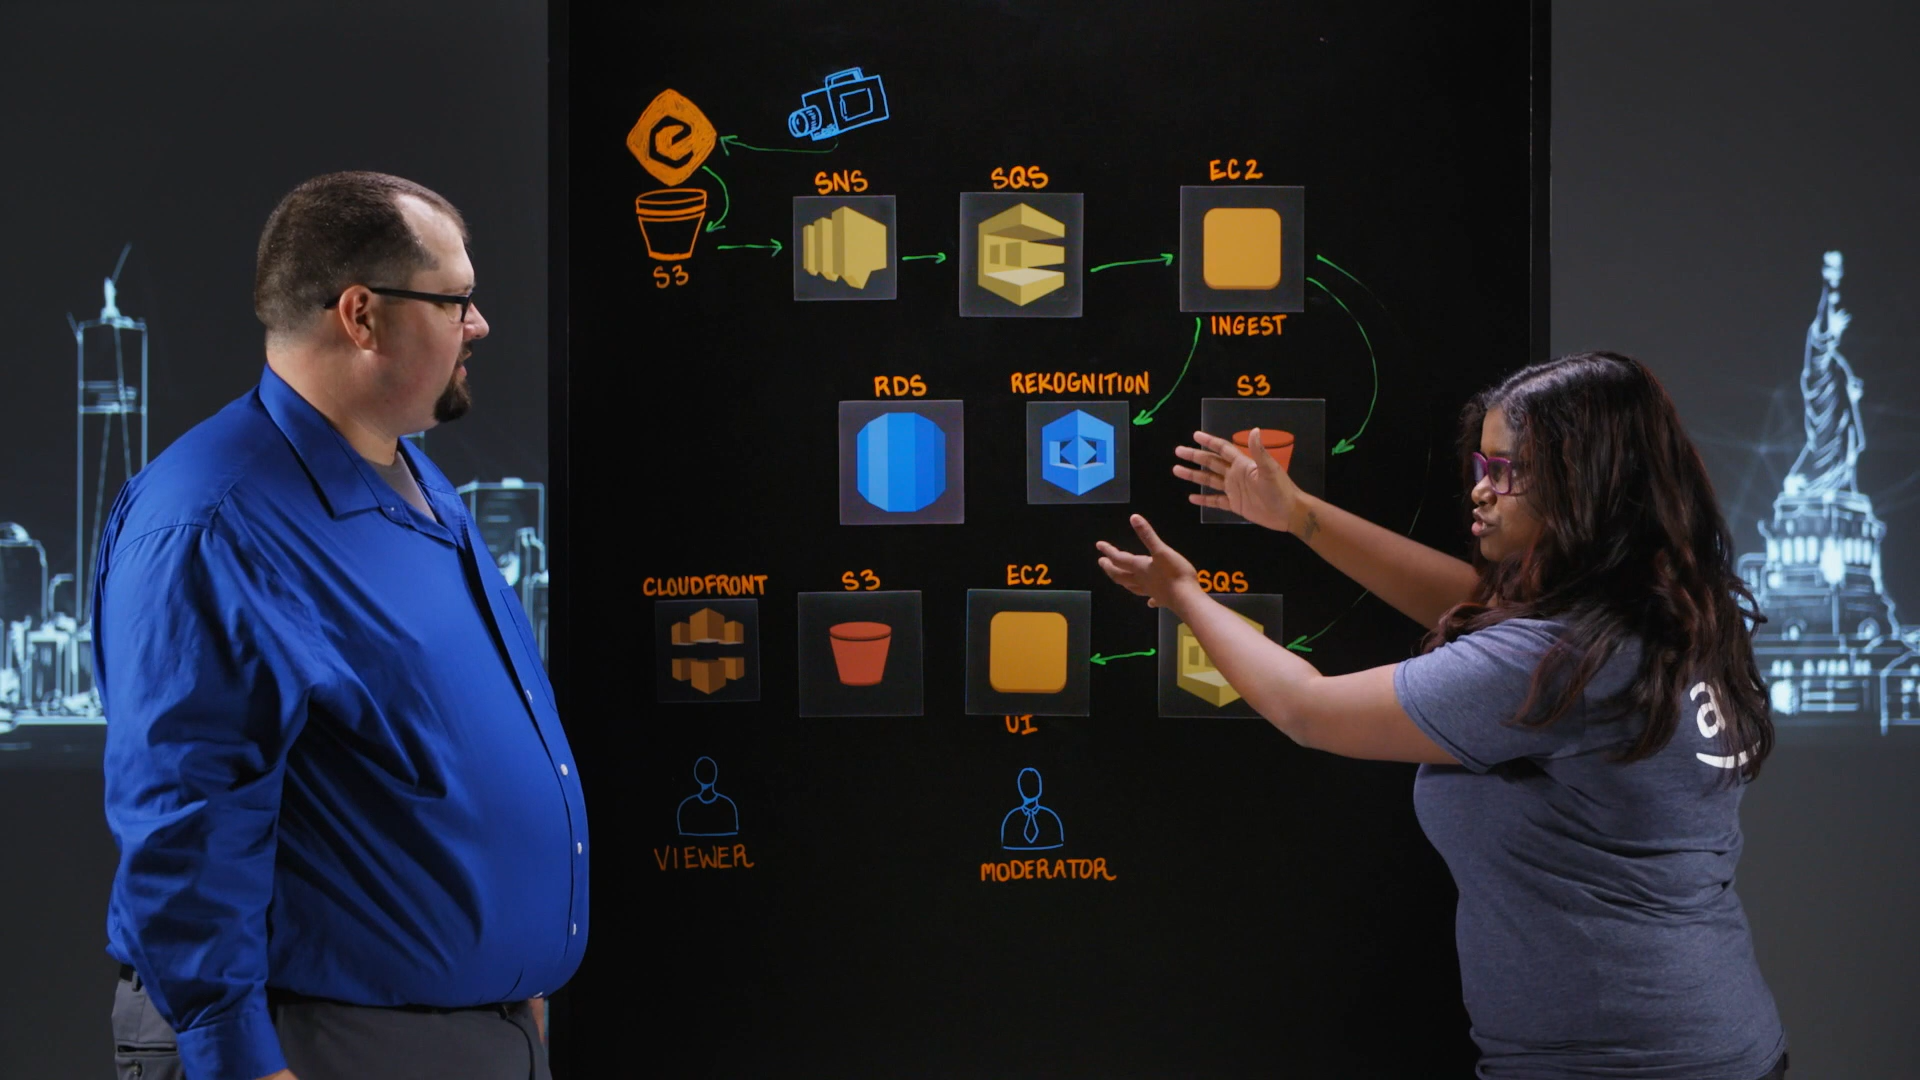 SNS
SQS
EC2
S3
INGEST
RDS
REKOGNITION
S3
CLOUDFRONT
S3
EC2
SQS
UI
VIEWER
MODERATOR
a